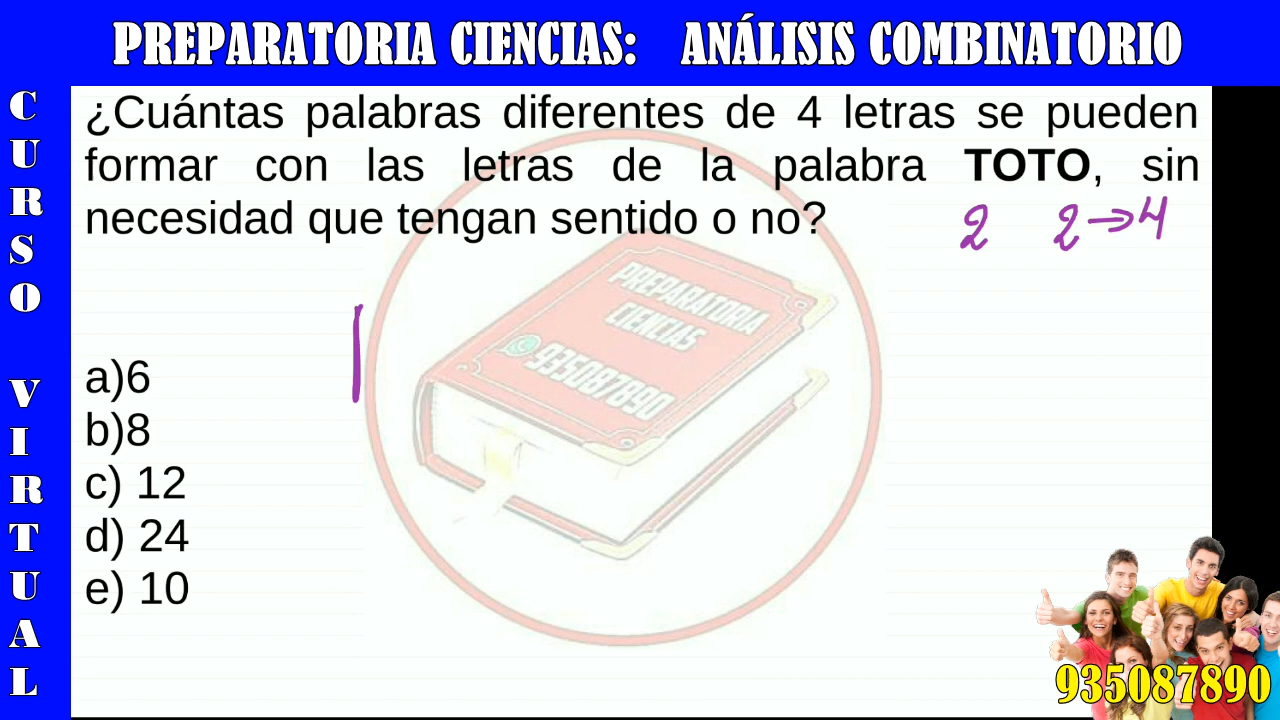 PREPARATORIA CIENCIAS: ANÁLISIS COMBINATORIO
CURSO VIRTUAL
¿Cuántas palabras diferentes de 4 letras se pueden
formar con las letras de la palabra TOTO, sin
necesidad que tengan sentido o no?
2 2→4
PREPARATORIA
CIENCIAS
935087890
a)6
b)8
c) 12
d) 24
e) 10
935087890